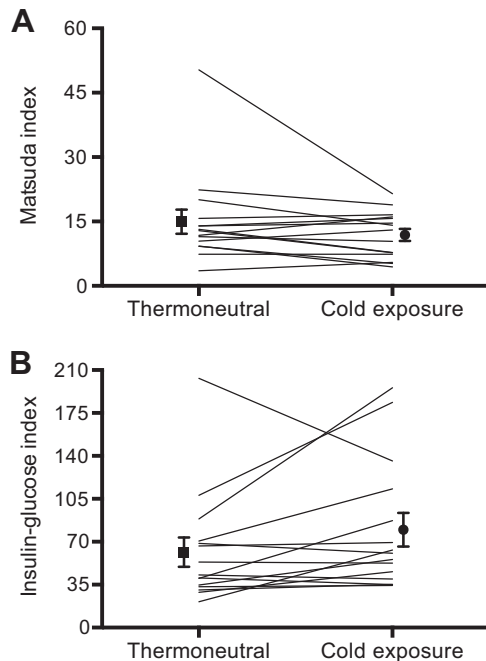 A
Matsuda index
60
45
30
15
0
Thermoneutral Cold exposure
B
Insulin-glucose index
210
175
140
105
70
35
0
Thermoneutral Cold exposure